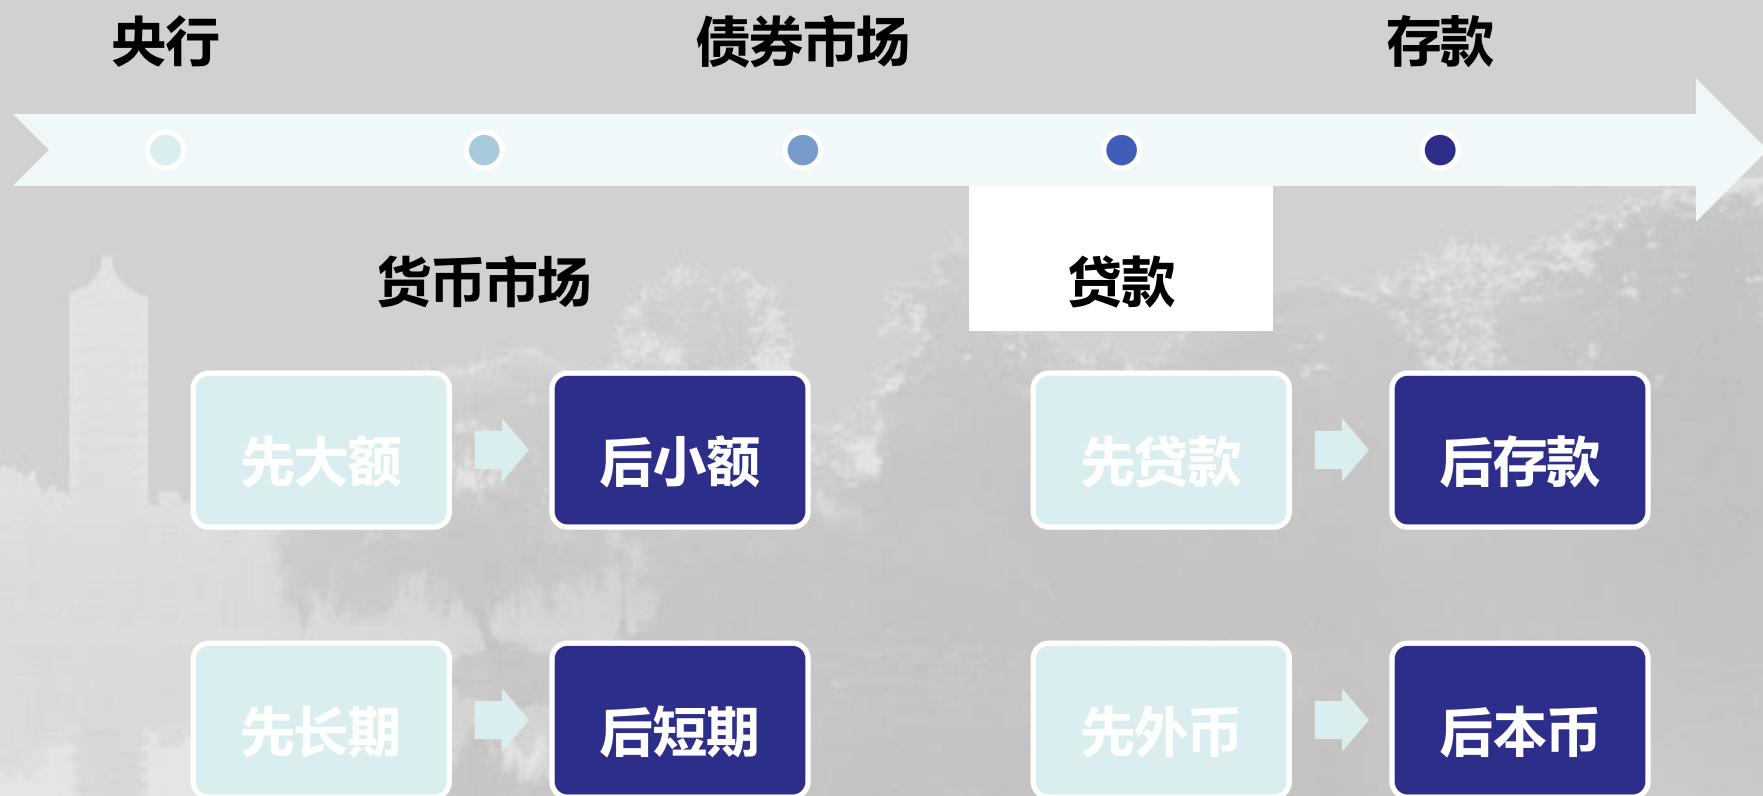 央行
债券市场
存款
货币市场
贷款
先大额
后小额
先贷款
后存款
先长期
后短期
先外币
后本币